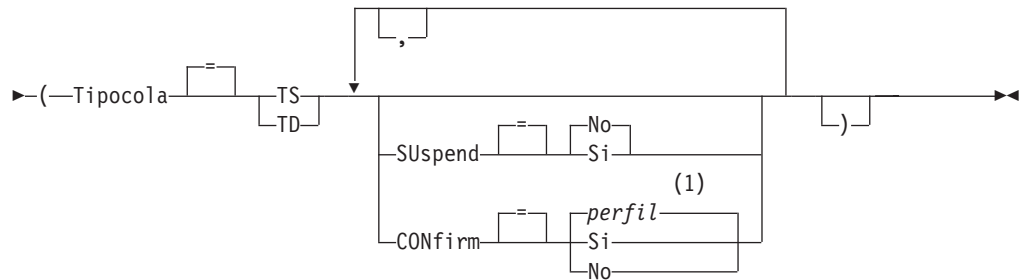 ,
=
( Tipocola TS )
TD
= No
SUspend Si
(1)
= perfil
CONfirm Si
No